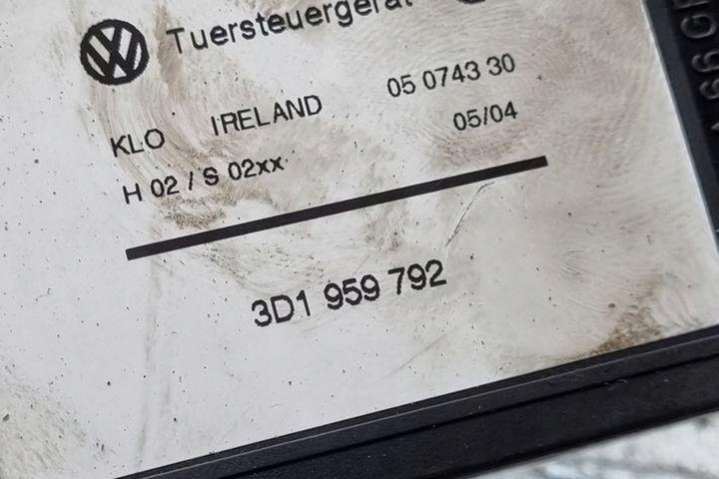 Tuersteuergerät
KLO IRELAND 05 0743 30
H 02 / S 02xx 05/04
3D1 959 792